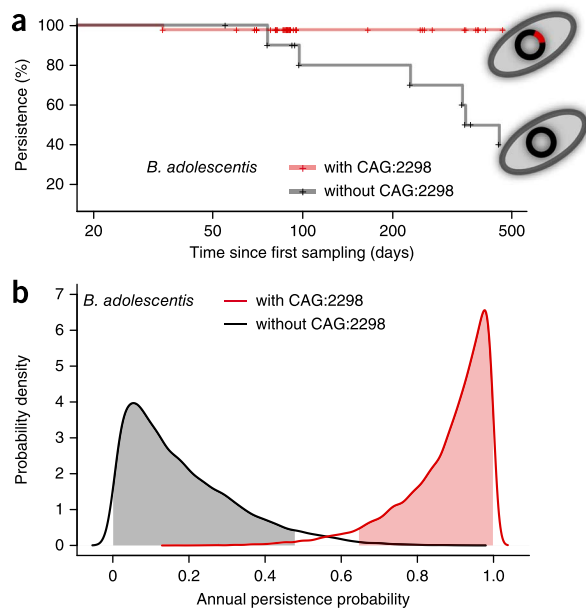 a
Persistence (%)
100
80
60
40
20
B. adolescentis
with CAG:2298
without CAG:2298
20 50 100 200 500
Time since first sampling (days)
b
Probability density
7
6
5
4
3
2
1
0
B. adolescentis
with CAG:2298
without CAG:2298
0 0.2 0.4 0.6 0.8 1.0
Annual persistence probability